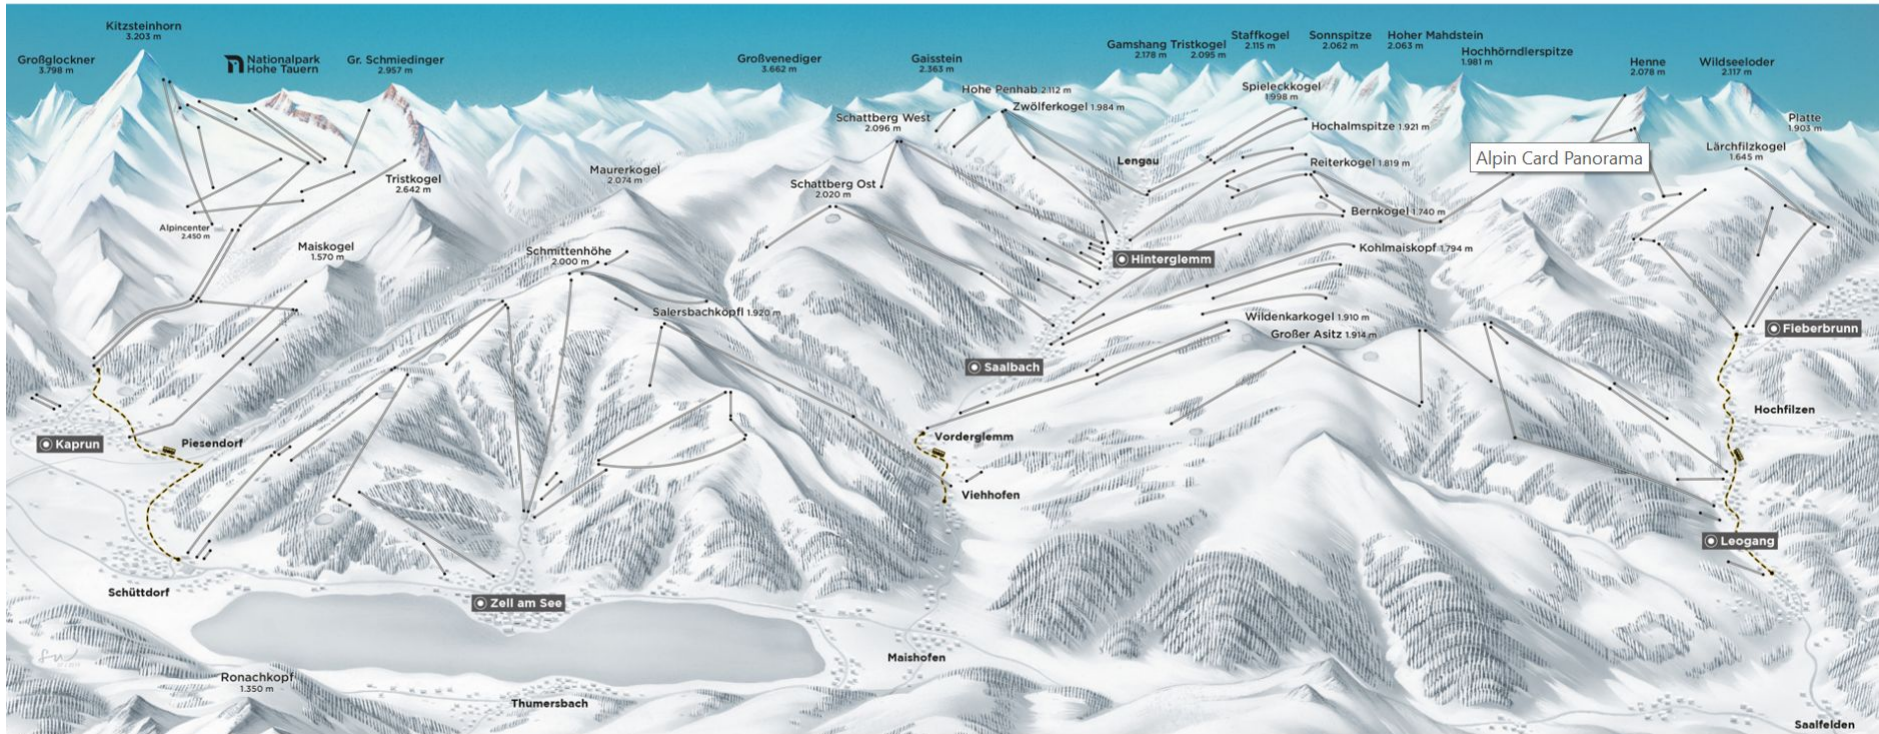 Kitzsteinhorn
3.203 m
Großglockner
3.798 m
Nationalpark
Hohe Tauern
Gr. Schmiedinger
2.957 m
Großvenediger
3.662 m
Gaisstein
2.363 m
Hohe Penhab 2.112 m
Zwölferkogel 1.984 m
Gamshang
2.178 m
Tristkogel
2.095 m
Staffkogel
2.115 m
Sonnspitze
2.062 m
Hoher Mahdstein
2.063 m
Hochhörndlerspitze
1.981 m
Henne
2.078 m
Wildseeloder
2.117 m
Spieleckkogel
1.998 m
Platte
1.903 m
Schattberg West
2.096 m
Hochalmspitze 1.921 m
Lärchfilzkogel
1.645 m
Alpin Card Panorama
Lengau
Reiterkogel 1.819 m
Tristkogel
2.642 m
Maurerkogel
2.074 m
Schattberg Ost
2.020 m
Bernkogel 1.740 m
Alpincenter
2.450 m
Maiskogel
1.570 m
Schmittenhöhe
2.000 m
Kohlmaiskopf 1.794 m
Hinterglemm
Salersbachkopfl 1.920 m
Wildenkarkogel 1.910 m
Großer Asitz 1.914 m
Fieberbrunn
Saalbach
Hochfilzen
Kaprun
Piesendorf
Vorderglemm
Viehhofen
Leogang
Schüttdorf
Zell am See
Maishofen
Ronachkopf
1.350 m
Thumersbach
Saalfelden